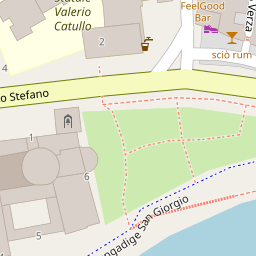 Statale
Valerio
Catullo
FeelGood
Bar
Verza
sciò rum
2
4
o Stefano
1
6
5
ngadige San Giorgio